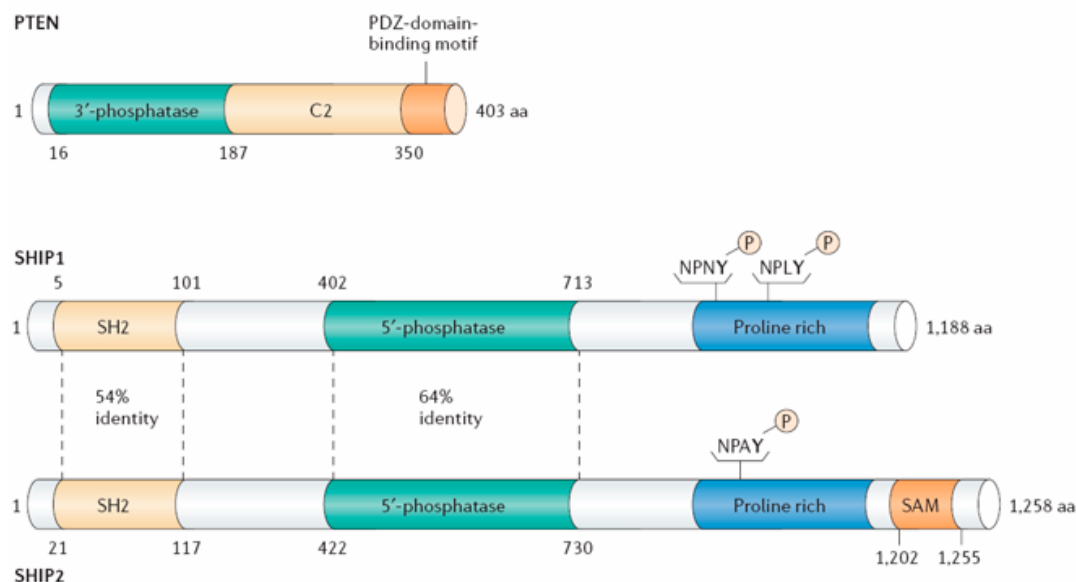 PTEN
PDZ-domain-
binding motif
1
3′-phosphatase
C2
403 aa
16
187
350
SHIP1
5
101
402
713
NPNY
P
NPLY
P
1
SH2
5′-phosphatase
Proline rich
1,188 aa
54%
identity
64%
identity
NPAY
P
1
SH2
5′-phosphatase
Proline rich
SAM
1,258 aa
21
117
422
730
1,202
1,255
SHIP2